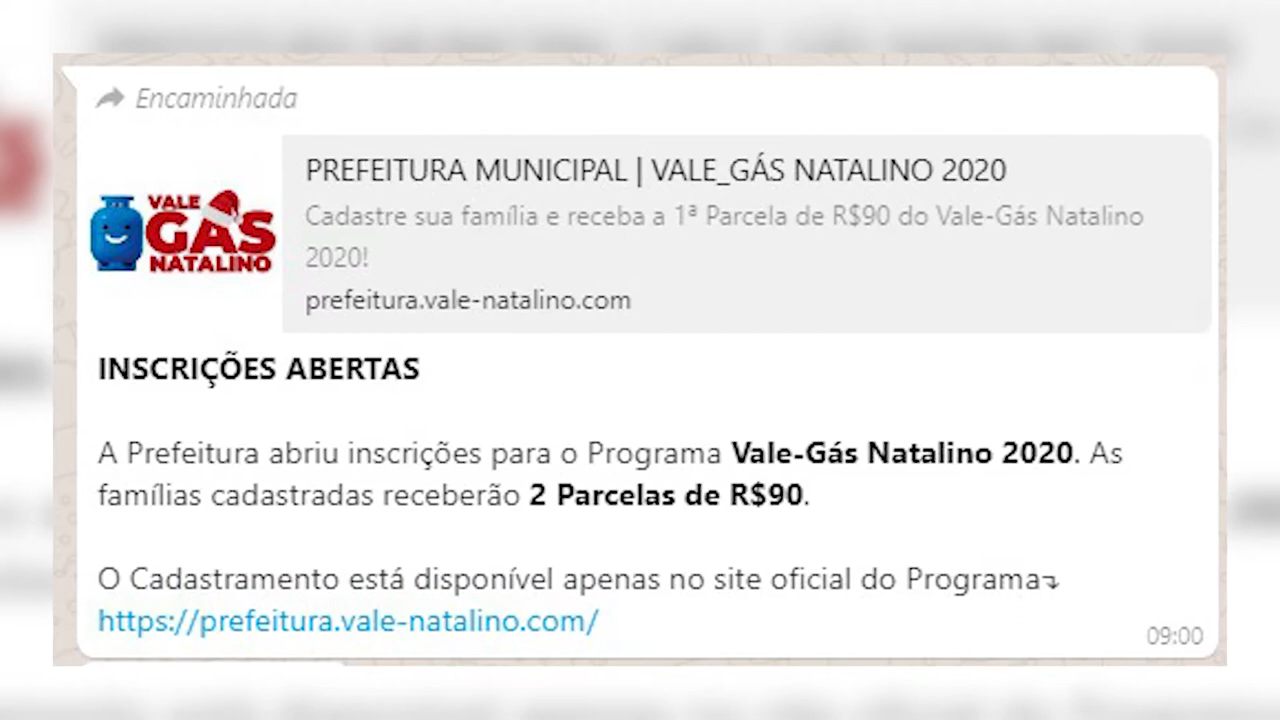 Encaminhada
PREFEITURA MUNICIPAL | VALE_GÁS NATALINO 2020
Cadastre sua família e receba a 1ª Parcela de R$90 do Vale-Gás Natalino
2020!
prefeitura.vale-natalino.com
VALE
GÁS
NATALINO
INSCRIÇÕES ABERTAS
A Prefeitura abriu inscrições para o Programa Vale-Gás Natalino 2020. As
famílias cadastradas receberão 2 Parcelas de R$90.
O Cadastramento está disponível apenas no site oficial do Programa⤵
https://prefeitura.vale-natalino.com/
09:00